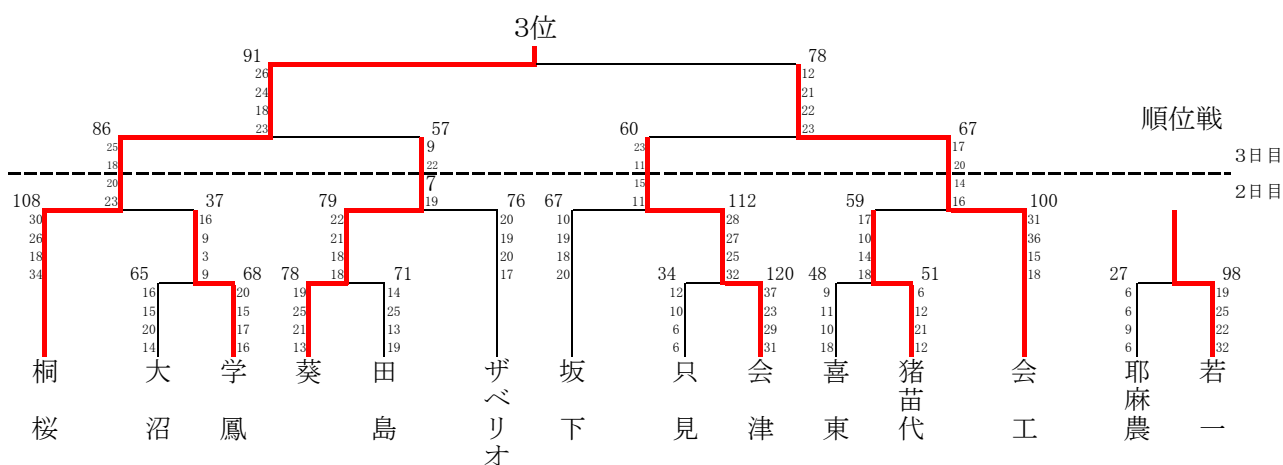 3位
91 78
26 12
24 21
18 22
23 23
順位戦
86 57 60 67
25 9 23 17
18 22 11 20
3日目
20 7 15 14
23 19 11 16
2日目
108 37 79 76 67 112 59 100
30 16 22 20 10 28 17 31
26 9 21 19 19 27 10 36
18 3 18 20 18 25 14 15
34 9 18 17 20 32 18 18
65 68 78 71 34 120 48 51 27 98
16 20 19 14 12 37 9 6 6 19
15 15 25 25 10 23 11 12 6 25
20 17 21 13 6 29 10 21 9 22
14 16 13 19 6 31 18 12 6 32
桐桜
大沼
学鳳
葵
田島
ザベリオ
坂下
只見
会津
喜東
猪苗代
会工
耶麻農
若一